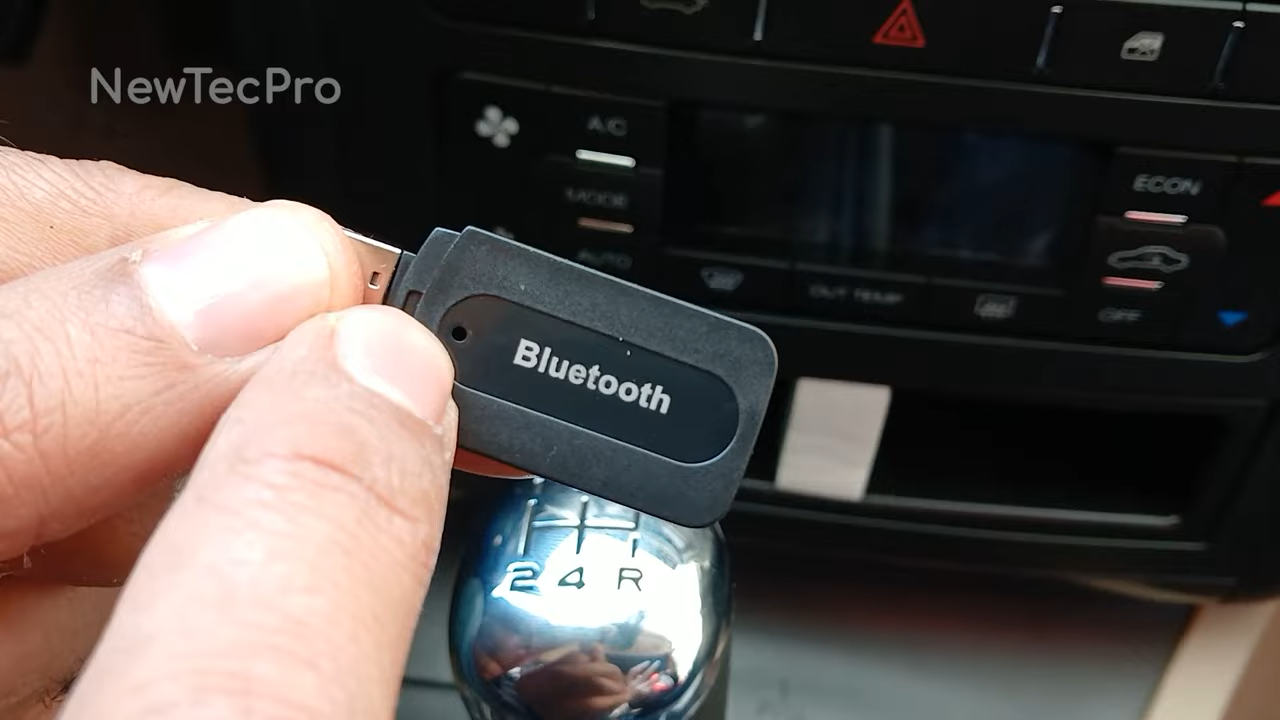 NewTecPro
A/C
ECON
MODE
AUTO
OUT TEMP
OFF
Bluetooth
2 4 R